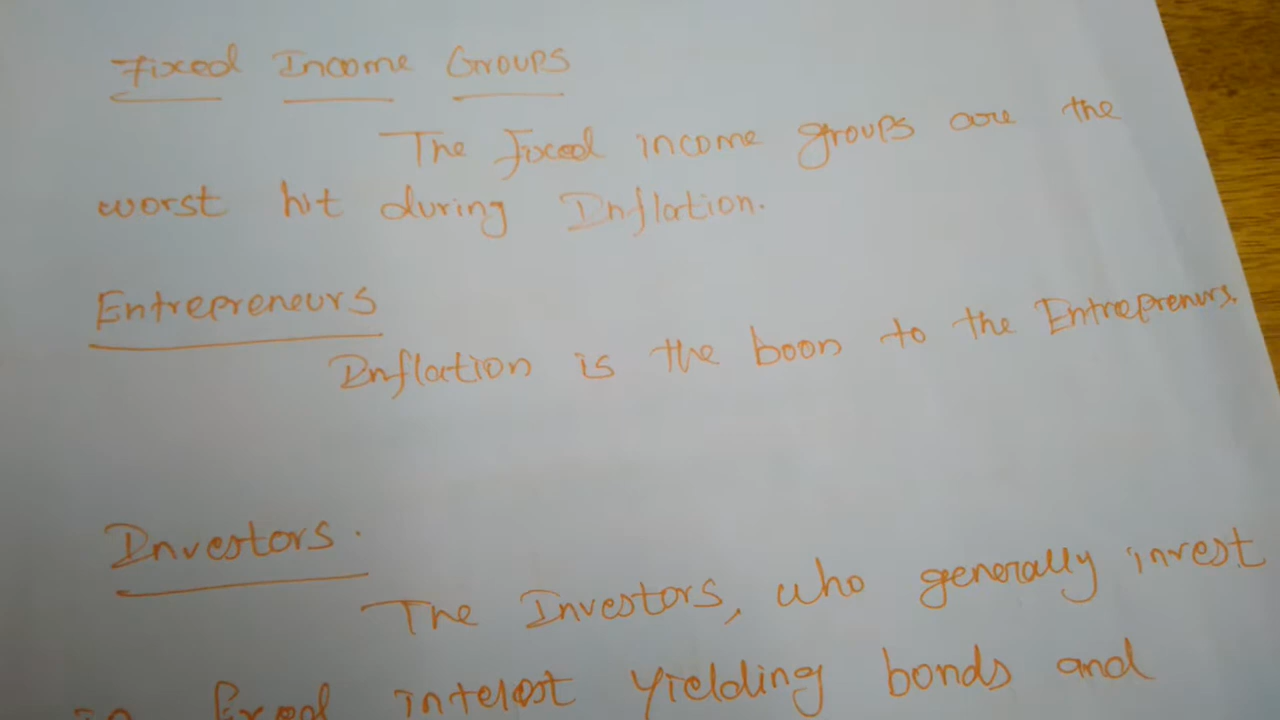 Fixed Income Groups
The fixed income groups are the
worst hit during Inflation.
Entrepreneurs
Inflation is the boon to the Entreprenurs.
Investors.
The Investors, who generally invest
in fixed interest yielding bonds and